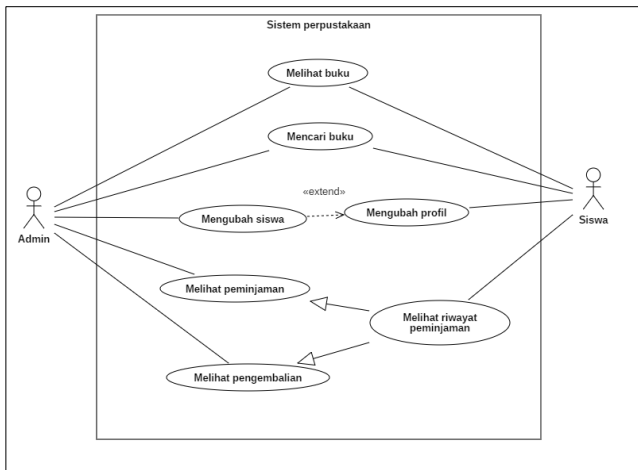 Sistem perpustakaan
Melihat buku
Mencari buku
«extend»
Mengubah siswa
Mengubah profil
Admin
Siswa
Melihat peminjaman
Melihat riwayat
peminjaman
Melihat pengembalian